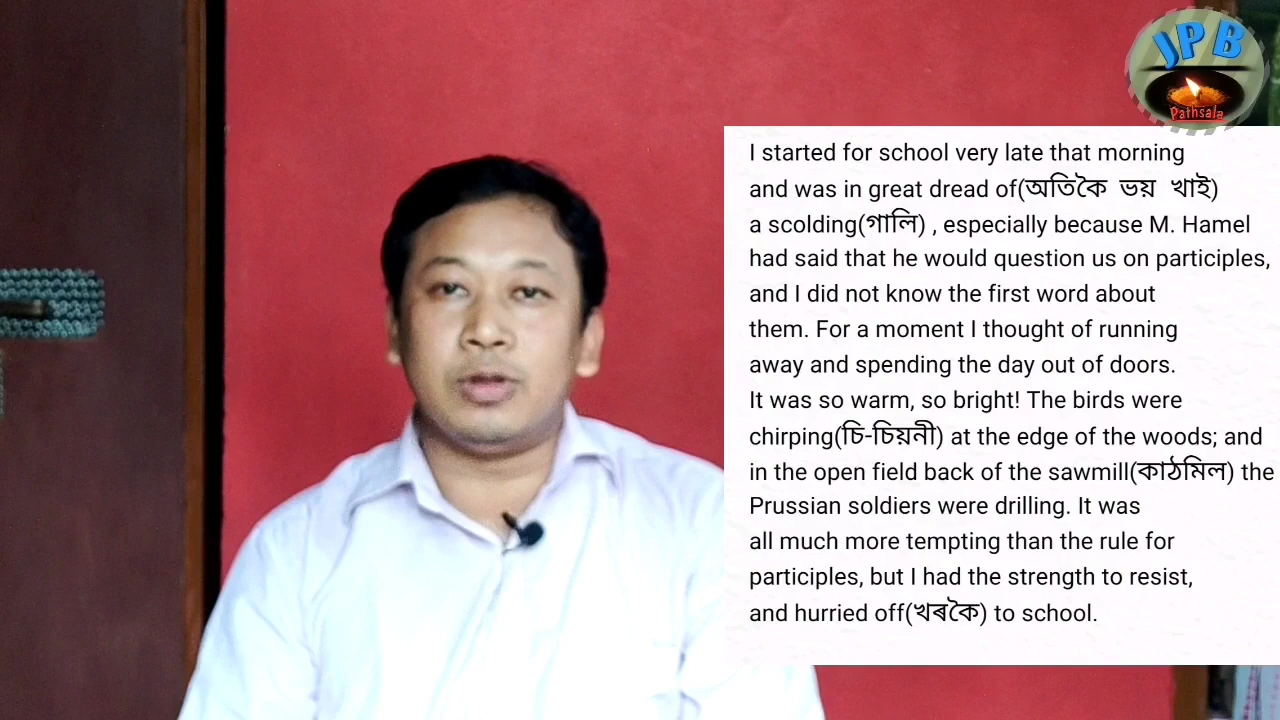 JPB
Pathsala
I started for school very late that morning
and was in great dread of(অতিকৈ ভয় খাই)
a scolding(গালি) , especially because M. Hamel
had said that he would question us on participles,
and I did not know the first word about
them. For a moment I thought of running
away and spending the day out of doors.
It was so warm, so bright! The birds were
chirping(চি-চিয়নী) at the edge of the woods; and
in the open field back of the sawmill(কাঠমিল) the
Prussian soldiers were drilling. It was
all much more tempting than the rule for
participles, but I had the strength to resist,
and hurried off(খৰকৈ) to school.